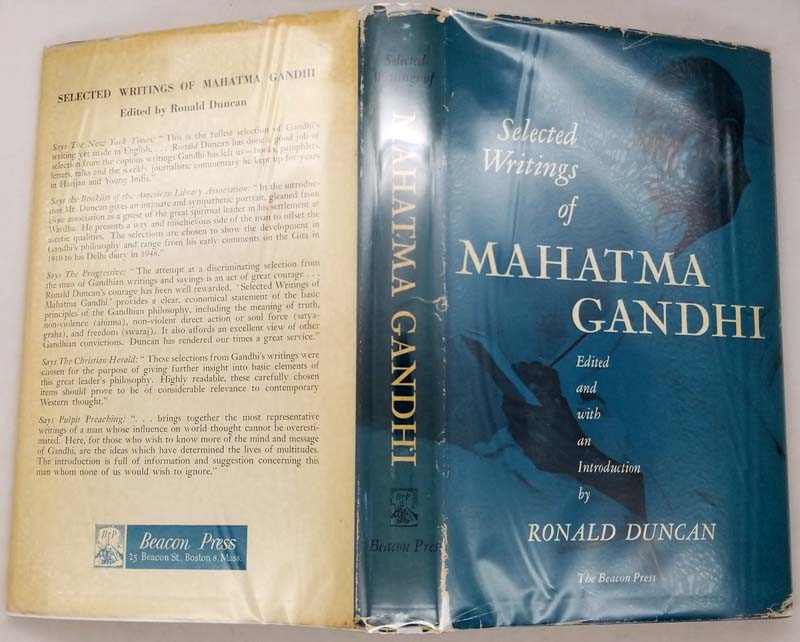 SELECTED WRITINGS OF MAHATMA GANDHI
Edited by Ronald Duncan
Says The New York Times: “This is the fullest selection of Gandhi's
writing yet made in English. . . . Ronald Duncan has done a good job of
selection from the copious writings Gandhi has left us—books, pamphlets,
letters, talks and the weekly journalistic commentary he kept up for years
in Harijan and Young India.”
Says the Booklist of the American Library Association: “In the introduc-
tion Mr. Duncan gives an intimate and sympathetic portrait, gleaned from
close association as a guest of the great spiritual leader in his settlement at
Wardha. He presents a wry and mischievous side of the man to offset the
ascetic qualities. The selections are chosen to show the development in
Gandhi's philosophy and range from his early comments on the Gita in
1910 to his Delhi diary in 1948.”
Says The Progressive: “The attempt at a discriminating selection from
the mass of Gandhian writings and sayings is an act of great courage . . .
Ronald Duncan's courage has been well rewarded. ‘Selected Writings of
Mahatma Gandhi’ provides a clear, economical statement of the basic
principles of the Gandhian philosophy, including the meaning of truth,
non-violence (ahimsa), non-violent direct action or soul force (satya-
graha), and freedom (swaraj). It also affords an excellent view of other
Gandhian convictions. Duncan has rendered our times a great service.”
Says The Christian Herald: “These selections from Gandhi's writings were
chosen for the purpose of giving further insight into basic elements of
this great leader's philosophy. Highly readable, these carefully chosen
items should prove to be of considerable relevance to contemporary
Western thought.”
Says Pulpit Preaching: “. . . brings together the most representative
writings of a man whose influence on world thought cannot be overesti-
mated. Here, for those who wish to know more of the mind and message
of Gandhi, are the ideas which have determined the lives of multitudes.
The introduction is full of information and suggestion concerning this
man whom none of us would wish to ignore.”
BP
Beacon Press
25 Beacon St. Boston 8, Mass.
Selected
Writings of
MAHATMA GANDHI
BP
Beacon Press
Selected
Writings
of
MAHATMA
GANDHI
Edited
and
with
an
Introduction
by
RONALD DUNCAN
The Beacon Press